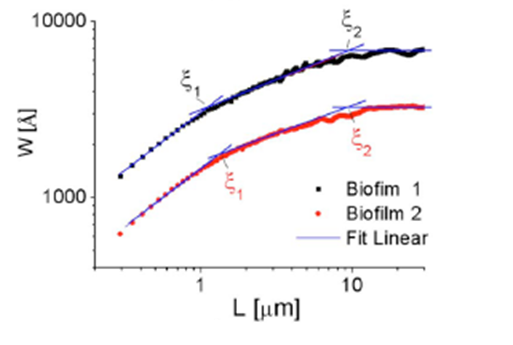 10000
ξ2
ξ1
W [Å]
ξ1
ξ2
1000
Biofim 1
Biofilm 2
Fit Linear
1
10
L [μm]